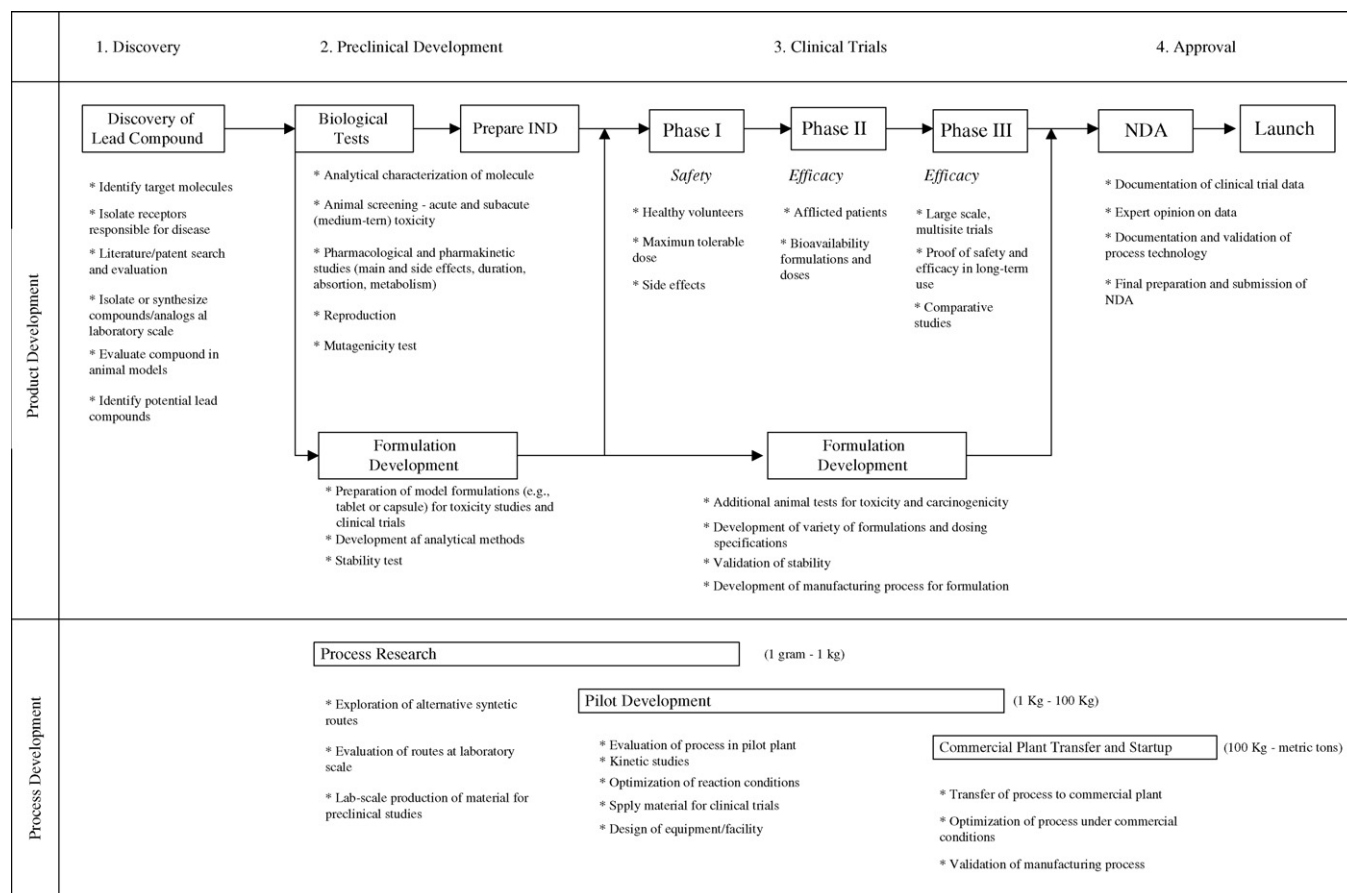 1. Discovery
2. Preclinical Development
3. Clinical Trials
4. Approval
Product Development
Discovery of
Lead Compound
Biological
Tests
Prepare IND
Phase I
Phase II
Phase III
NDA
Launch
* Identify target molecules
* Isolate receptors
responsible for disease
* Literature/patent search
and evaluation
* Isolate or synthesize
compounds/analogs al
laboratory scale
* Evaluate compuond in
animal models
* Identify potential lead
compounds
* Analytical characterization of molecule
* Animal screening - acute and subacute
(medium-tern) toxicity
* Pharmacological and pharmakinetic
studies (main and side effects, duration,
absortion, metabolism)
* Reproduction
* Mutagenicity test
Safety
* Healthy volunteers
* Maximun tolerable
dose
* Side effects
Efficacy
* Afflicted patients
* Bioavailability
formulations and
doses
Efficacy
* Large scale,
multisite trials
* Proof of safety and
efficacy in long-term
use
* Comparative
studies
* Documentation of clinical trial data
* Expert opinion on data
* Documentation and validation of
process technology
* Final preparation and submission of
NDA
Formulation
Development
* Preparation of model formulations (e.g.,
tablet or capsule) for toxicity studies and
clinical trials
* Development af analytical methods
* Stability test
Formulation
Development
* Additional animal tests for toxicity and carcinogenicity
* Development of variety of formulations and dosing
specifications
* Validation of stability
* Development of manufacturing process for formulation
Process Development
Process Research
(1 gram - 1 kg)
* Exploration of alternative syntetic
routes
* Evaluation of routes at laboratory
scale
* Lab-scale production of material for
preclinical studies
Pilot Development
(1 Kg - 100 Kg)
* Evaluation of process in pilot plant
* Kinetic studies
* Optimization of reaction conditions
* Spply material for clinical trials
* Design of equipment/facility
Commercial Plant Transfer and Startup
(100 Kg - metric tons)
* Transfer of process to commercial plant
* Optimization of process under commercial
conditions
* Validation of manufacturing process